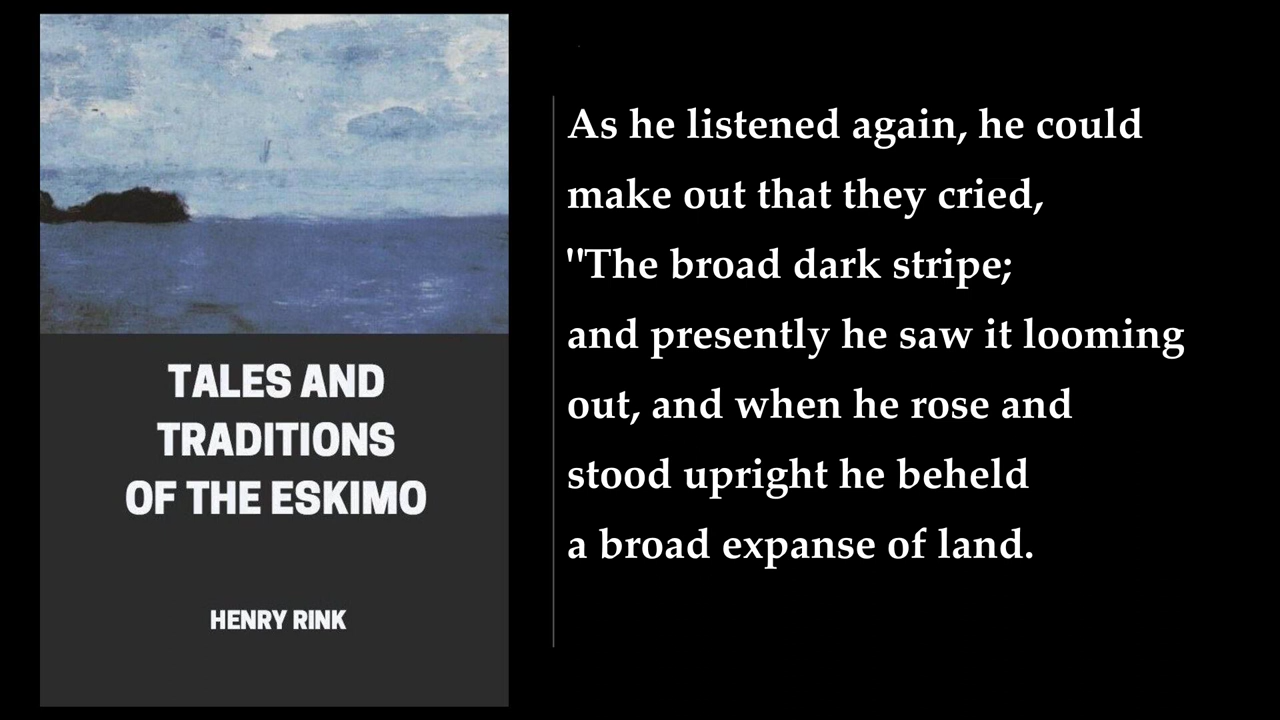 TALES AND
TRADITIONS
OF THE ESKIMO
HENRY RINK
As he listened again, he could
make out that they cried,
"The broad dark stripe;
and presently he saw it looming
out, and when he rose and
stood upright he beheld
a broad expanse of land.